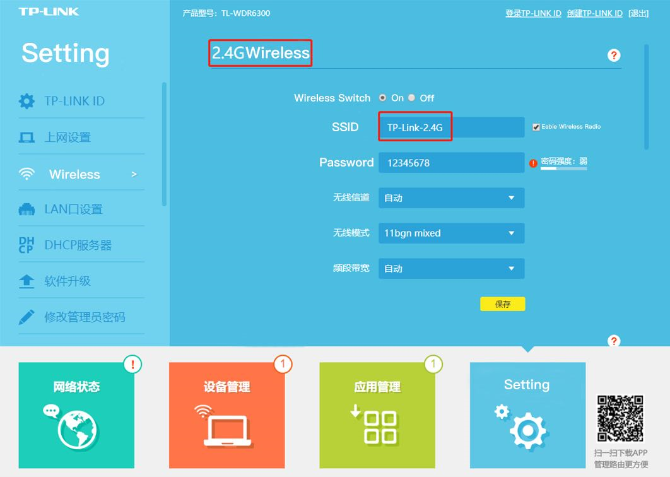 TP-LINK
产品型号：TL-WDR6300
登录TP-LINK ID 创建TP-LINK ID [退出]
Setting
2.4GWireless
?
Wireless Switch On Off
TP-LINK ID
SSID TP-Link-2.4G Eable Wireless Radio
上网设置
Password 12345678 ! 密码强度：弱
Wireless >
无线信道 自动
LAN口设置
无线模式 11bgn mixed
DHCP服务器
频段带宽 自动
软件升级
保存
修改管理员密码
?
网络状态 !
设备管理 1
应用管理 1
Setting
扫一扫下载APP
管理路由更方便